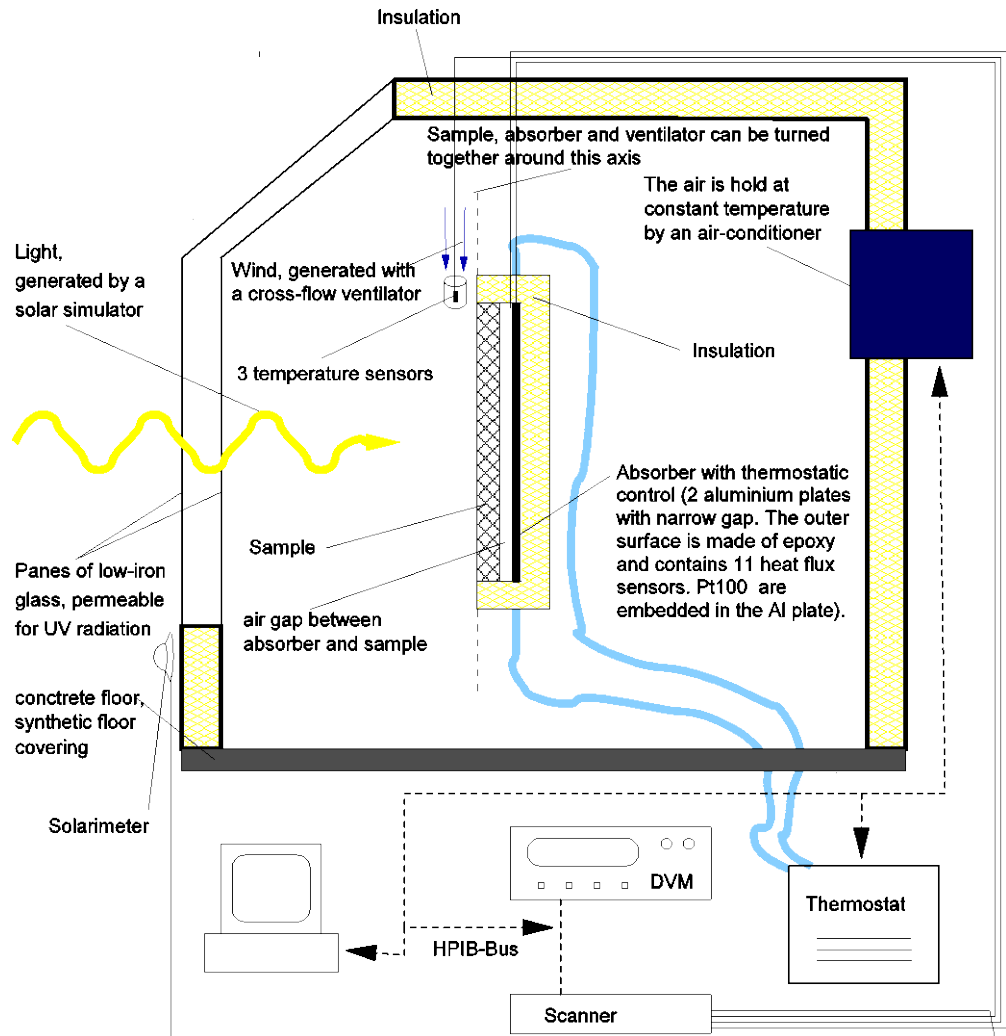 Insulation
Sample, absorber and ventilator can be turned
together around this axis
The air is hold at
constant temperature
by an air-conditioner
Light,
generated by a
solar simulator
Wind, generated with
a cross-flow ventilator
3 temperature sensors
Insulation
Sample
Absorber with thermostatic
control (2 aluminium plates
with narrow gap. The outer
surface is made of epoxy
and contains 11 heat flux
sensors. Pt100 are
embedded in the Al plate).
Panes of low-iron
glass, permeable
for UV radiation
air gap between
absorber and sample
conctrete floor,
synthetic floor
covering
Solarimeter
DVM
Thermostat
HPIB-Bus
Scanner